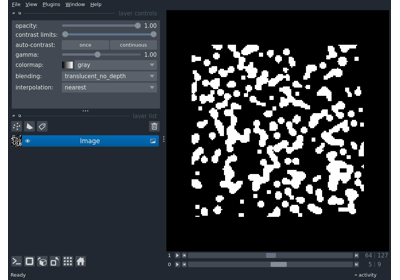 File View Plugins Window Help
layer controls
opacity: 1.00
contrast limits:
auto-contrast: once continuous
gamma: 1.00
colormap: gray
blending: translucent_no_depth
interpolation: nearest
layer list
Image
1 64 127
0 5 9
Ready activity